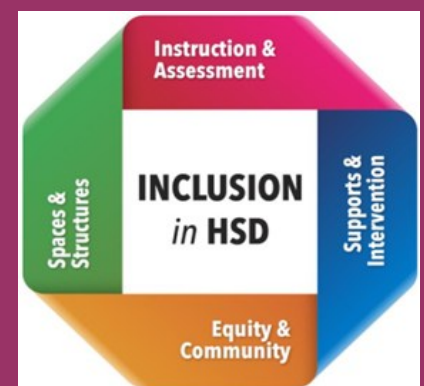 Instruction &
Assessment
Spaces &
Structures
INCLUSION
in HSD
Supports &
Intervention
Equity &
Community